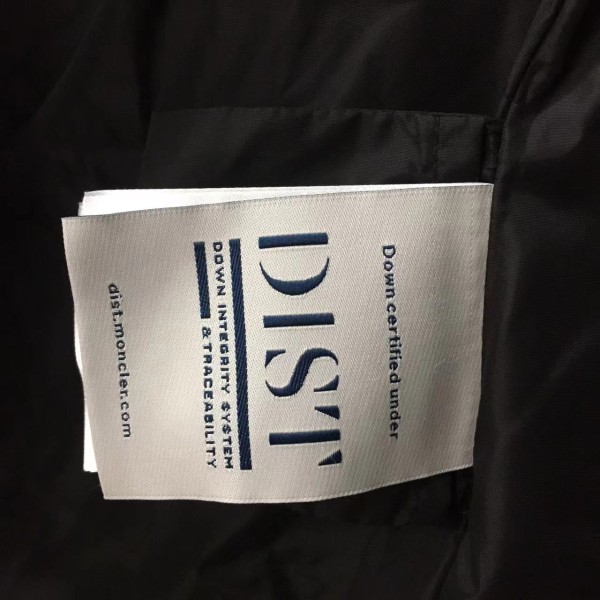 Down certified under
DIST
DOWN INTEGRITY SYSTEM
& TRACEABILITY
dist.moncler.com